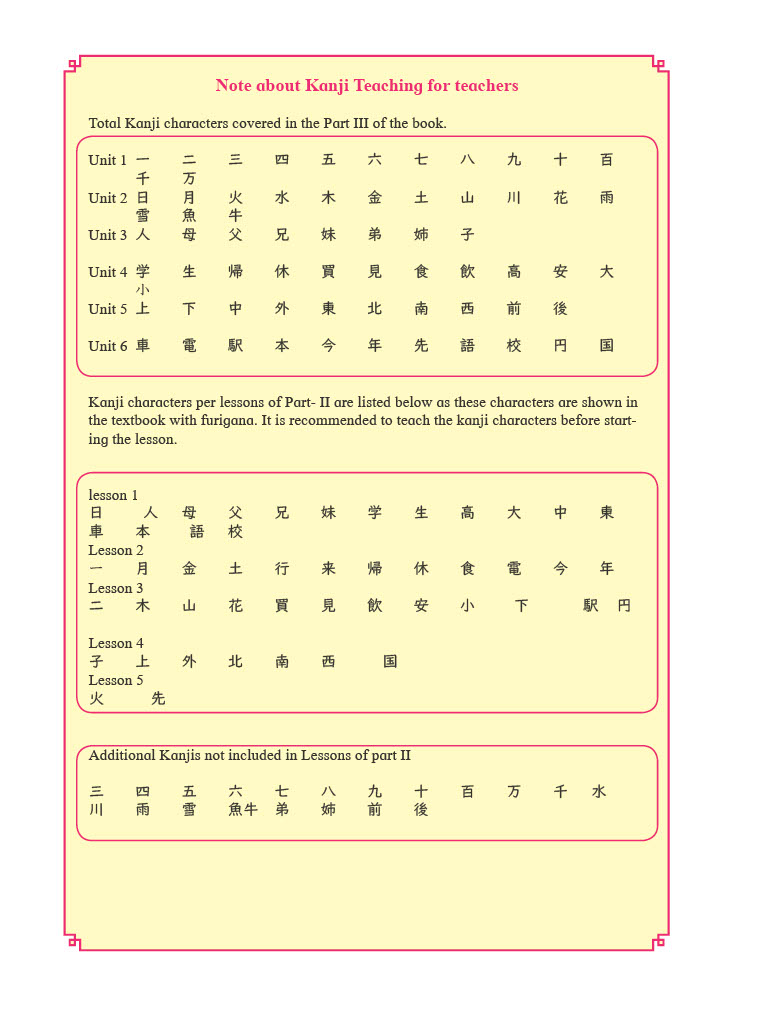 Note about Kanji Teaching for teachers
Total Kanji characters covered in the Part III of the book.
Unit 1 一 二 三 四 五 六 七 八 九 十 百
千 万
Unit 2 日 月 火 水 木 金 土 山 川 花 雨
雪 魚 牛
Unit 3 人 母 父 兄 妹 弟 姉 子
Unit 4 学 生 帰 休 買 見 食 飲 高 安 大
小
Unit 5 上 下 中 外 東 北 南 西 前 後
Unit 6 車 電 駅 本 今 年 先 語 校 円 国
Kanji characters per lessons of Part- II are listed below as these characters are shown in
the textbook with furigana. It is recommended to teach the kanji characters before start-
ing the lesson.
lesson 1
日 人 母 父 兄 妹 学 生 高 大 中 東
車 本 語 校
Lesson 2
一 月 金 土 行 来 帰 休 食 電 今 年
Lesson 3
二 木 山 花 買 見 飲 安 小 下 駅 円
Lesson 4
子 上 外 北 南 西 国
Lesson 5
火 先
Additional Kanjis not included in Lessons of part II
三 四 五 六 七 八 九 十 百 万 千 水
川 雨 雪 魚牛 弟 姉 前 後